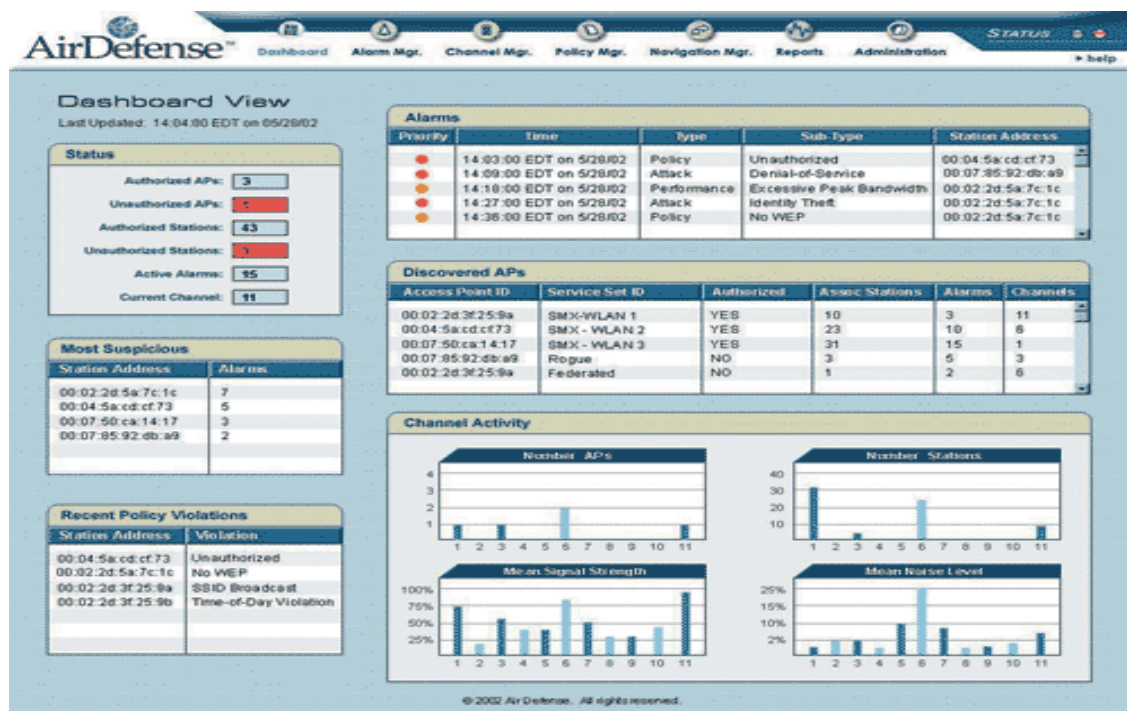 AirDefense™
Dashboard
Alarm Mgr.
Channel Mgr.
Policy Mgr.
Navigation Mgr.
Reports
Administration
STATUS
help
Dashboard View
Last Updated: 14:04:00 EDT on 05/28/02
Status
Authorized APs: 3
Unauthorized APs:
Authorized Stations: 43
Unauthorized Stations:
Active Alarms: 15
Current Channel: 11
Most Suspicious
Station Address Alarms
00:02:2d:5a:7c:1c 7
00:04:5a:cd:cf:73 5
00:07:50:ca:14:17 3
00:07:85:92:db:a9 2
Recent Policy Violations
Station Address Violation
00:04:5a:cd:cf:73 Unauthorized
00:02:2d:5a:7c:1c No WEP
00:02:2d:3f:25:9a SSID Broadcast
00:02:2d:3f:25:9b Time-of-Day Violation
Alarms
Priority Time Type Sub-Type Station Address
14:03:00 EDT on 5/28/02 Policy Unauthorized 00:04:5a:cd:cf:73
14:09:00 EDT on 5/28/02 Attack Denial-of-Service 00:07:85:92:db:a9
14:18:00 EDT on 5/28/02 Performance Excessive Peak Bandwidth 00:02:2d:5a:7c:1c
14:27:00 EDT on 5/28/02 Attack Identity Theft 00:02:2d:5a:7c:1c
14:36:00 EDT on 5/28/02 Policy No WEP 00:02:2d:5a:7c:1c
Discovered APs
Access Point ID Service Set ID Authorized Assoc Stations Alarms Channels
00:02:2d:3f:25:9a SMX-WLAN 1 YES 10 3 11
00:04:5a:cd:cf:73 SMX - WLAN 2 YES 23 10 6
00:07:50:ca:14:17 SMX - WLAN 3 YES 31 15 1
00:07:85:92:db:a9 Rogue NO 3 5 3
00:02:2d:3f:25:9a Federated NO 1 2 6
Channel Activity
Number APs
4
3
2
1
1 2 3 4 5 6 7 8 9 10 11
Number Stations
40
30
20
10
1 2 3 4 5 6 7 8 9 10 11
Mean Signal Strength
100%
75%
50%
25%
1 2 3 4 5 6 7 8 9 10 11
Mean Noise Level
25%
15%
10%
2%
1 2 3 4 5 6 7 8 9 10 11
© 2002 AirDefense. All rights reserved.